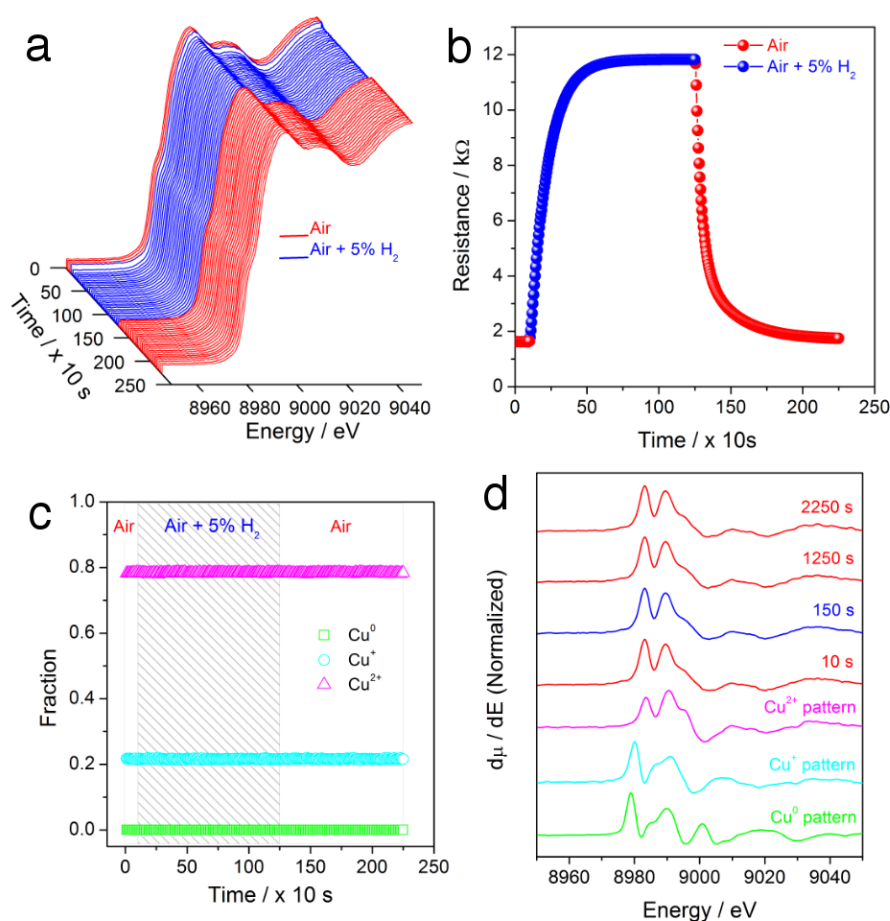 a
Air
Air + 5% H₂
0
50
100
150
200
250
Time / x 10 s
8960
8980
9000
9020
9040
Energy / eV
b
Air
Air + 5% H₂
12
10
8
6
4
2
0
Resistance / kΩ
0
50
100
150
200
250
Time / x 10s
c
Air
Air + 5% H₂
Air
1.0
0.8
0.6
0.4
0.2
0.0
Fraction
Cu⁰
Cu⁺
Cu²⁺
0
50
100
150
200
250
Time / x 10 s
d
dμ / dE (Normalized)
2250 s
1250 s
150 s
10 s
Cu²⁺ pattern
Cu⁺ pattern
Cu⁰ pattern
8960
8980
9000
9020
9040
Energy / eV